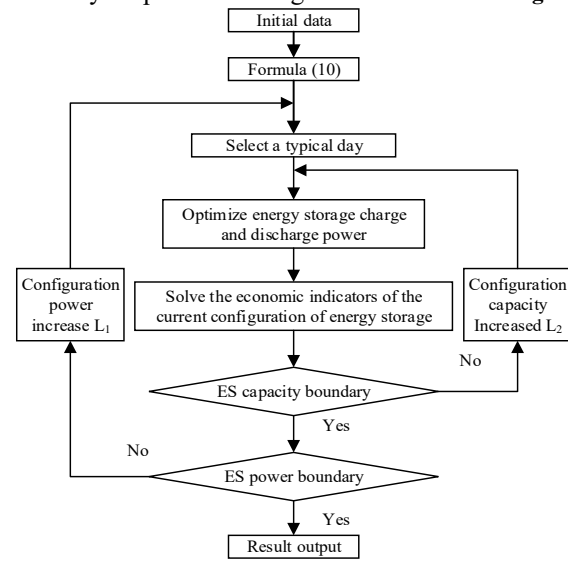 Initial data
Formula (10)
Select a typical day
Optimize energy storage charge
and discharge power
Configuration
power
increase L₁
Solve the economic indicators of the
current configuration of energy storage
Configuration
capacity
Increased L₂
No
ES capacity boundary
Yes
No
ES power boundary
Yes
Result output